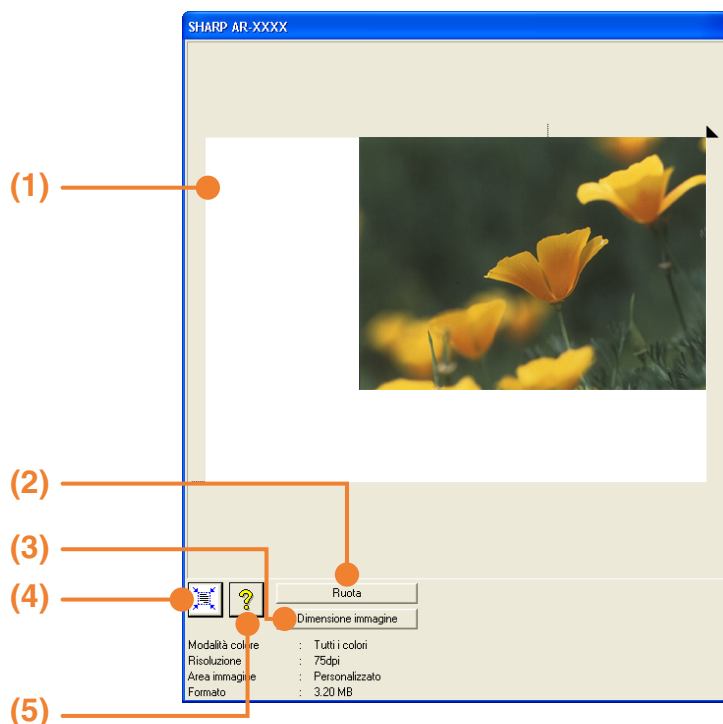 SHARP AR-XXXX
(1)
(2)
(3)
(4)
(5)
Ruota
Dimensione immagine
Modalità colore : Tutti i colori
Risoluzione : 75dpi
Area immagine : Personalizzato
Formato : 3.20 MB